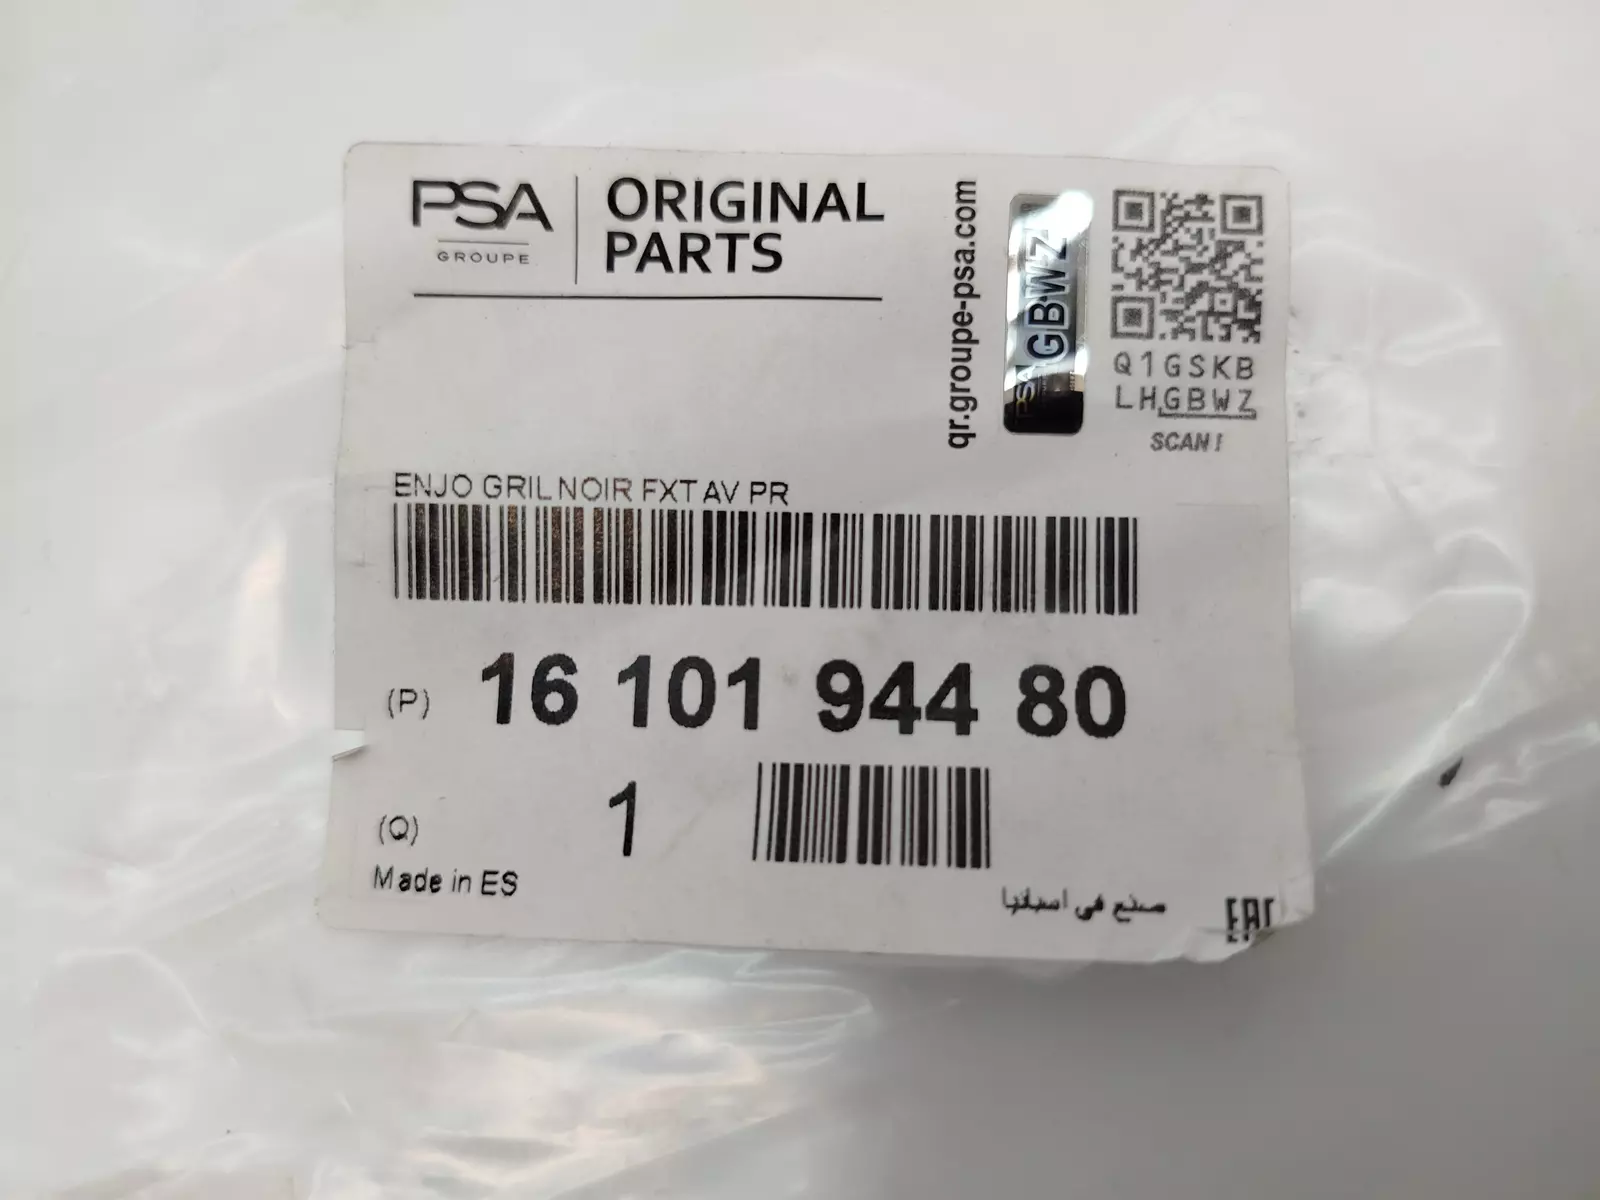 PSA
GROUPE
ORIGINAL
PARTS
qr.groupe-psa.com
PSA GBWZ
Q1GSKB
LHGBWZ
SCAN!
ENJO GRIL NOIR FXT AV PR
(P) 16 101 944 80
(Q) 1
Made in ES
صنع في اسبانيا
EAC